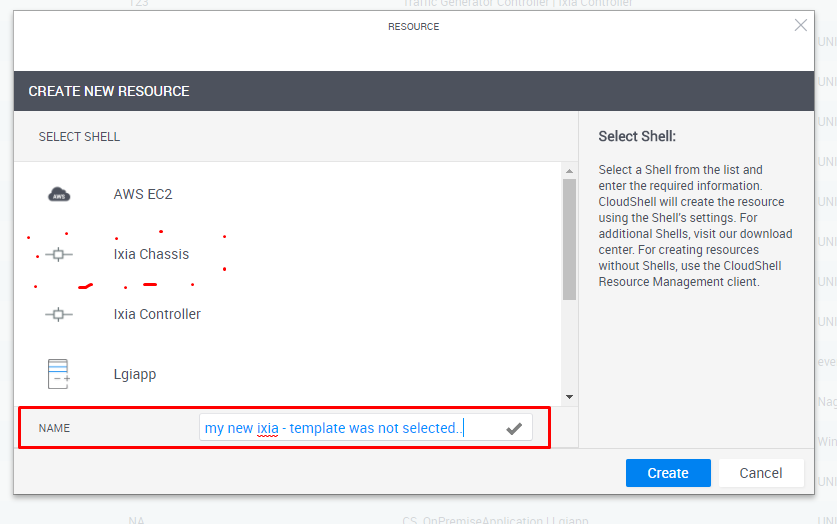 123 Traffic Generator Controller | Ixia Controller
RESOURCE
CREATE NEW RESOURCE
SELECT SHELL
AWS
AWS EC2
Ixia Chassis
Ixia Controller
Lgiapp
NAME my new ixia - template was not selected..
Select Shell:
Select a Shell from the list and
enter the required information.
CloudShell will create the resource
using the Shell's settings. For
additional Shells, visit our download
center. For creating resources
without Shells, use the CloudShell
Resource Management client.
Create Cancel
UNI
UNI
UNI
UNI
UNI
UNI
UNI
UNI
eve
Nag
Win
UNI
NA CS_OnPremiseApplication | Lgiapp UNI